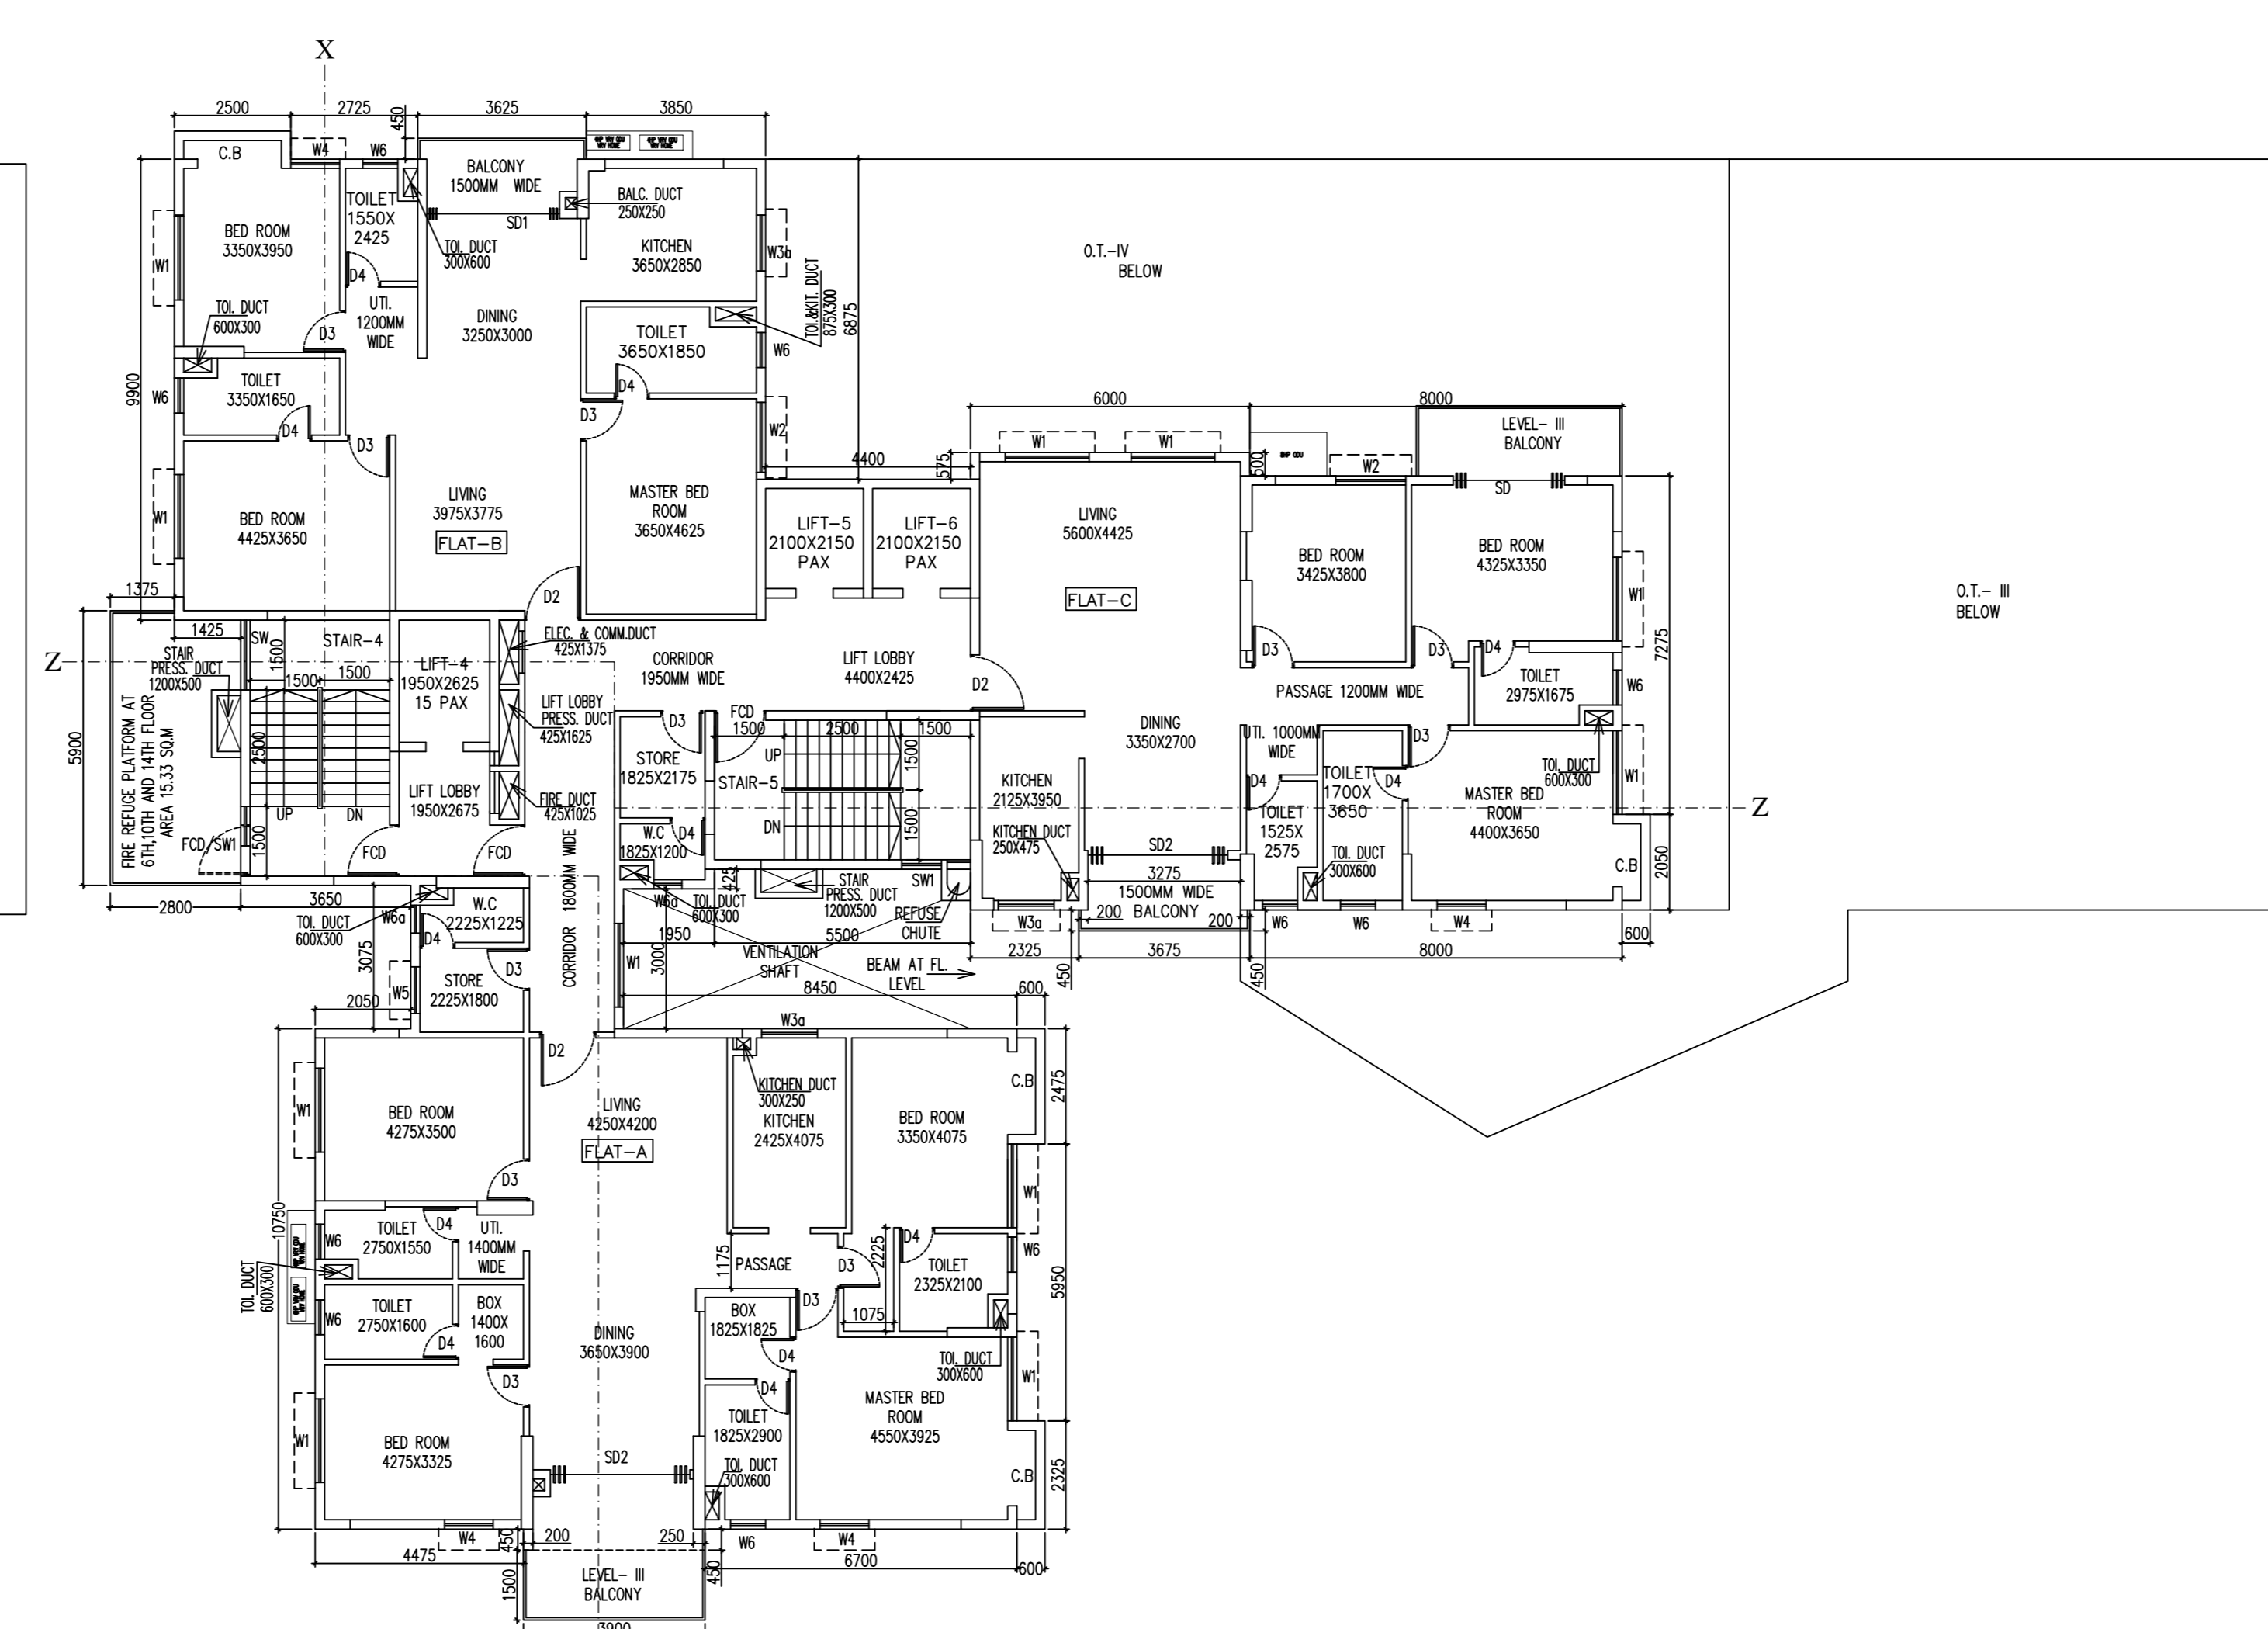 X
2500
2725
450
3625
3850
C.B
W4
W6
BALCONY
1500MM WIDE
BALC. DUCT
250X250
SD1
TOILET
1550X
2425
TOI. DUCT
300X600
BED ROOM
3350X3950
W1
KITCHEN
3650X2850
W3a
TOI.&KIT. DUCT
875X300
6875
D4
UTI.
1200MM
WIDE
D3
TOI. DUCT
600X300
DINING
3250X3000
TOILET
3650X1850
W6
D4
D3
W2
9900
W6
TOILET
3350X1650
D4
D3
W1
BED ROOM
4425X3650
LIVING
3975X3775
FLAT-B
MASTER BED
ROOM
3650X4625
4400
575
LIFT-5
2100X2150
PAX
LIFT-6
2100X2150
PAX
O.T.-IV
BELOW
O.T.- III
BELOW
6000
8000
W1
W1
500
8HP ODU
W2
LEVEL- III
BALCONY
SD
LIVING
5600X4425
FLAT-C
BED ROOM
3425X3800
BED ROOM
4325X3350
W1
7275
D3
D3
D4
TOILET
2975X1675
W6
PASSAGE 1200MM WIDE
1375
1425
SW
STAIR-4
D2
ELEC. & COMM.DUCT
425X1375
Z
STAIR
PRESS. DUCT
1200X500
1500
1500
1500
LIFT-4
1950X2625
15 PAX
CORRIDOR
1950MM WIDE
LIFT LOBBY
4400X2425
D2
LIFT LOBBY
PRESS. DUCT
425X1625
5900
FIRE REFUGE PLATFORM AT
6TH,10TH AND 14TH FLOOR
AREA 15.33 SQ.M
2500
UP
DN
1500
FCD/SW1
LIFT LOBBY
1950X2675
FIRE DUCT
425X1025
FCD
FCD
D3
FCD
1500
2500
1500
STORE
1825X2175
UP
STAIR-5
DN
1500
1500
W.C
1825X1200
D4
425
STAIR
PRESS. DUCT
1200X500
SW1
REFUSE
CHUTE
W6a
TOI. DUCT
600X300
DINING
3350X2700
KITCHEN
2125X3950
KITCHEN DUCT
250X475
W3a
SD2
3275
1500MM WIDE
BALCONY
200
200
UTI. 1000MM
WIDE
D4
TOILET
1525X
2575
TOILET
1700X
3650
D4
D3
TOI. DUCT
300X600
TOI. DUCT
600X300
W1
MASTER BED
ROOM
4400X3650
C.B
2050
Z
W6
W6
W4
600
2325
3675
8000
450
450
2800
3650
W6a
W.C
2225X1225
TOI. DUCT
600X300
D4
3075
CORRIDOR 1800MM WIDE
W1
1950
3000
5500
VENTILATION
SHAFT
BEAM AT FL.
LEVEL
8450
600
W5
STORE
2225X1800
D3
2050
D2
W3a
KITCHEN DUCT
300X250
KITCHEN
2425X4075
W1
BED ROOM
4275X3500
LIVING
4250X4200
FLAT-A
BED ROOM
3350X4075
C.B
2475
D3
W1
10750
W6
TOILET
2750X1550
D4
UTI.
1400MM
WIDE
TOI. DUCT
600X300
1175
PASSAGE
D3
2225
D4
TOILET
2325X2100
W6
5950
D3
1075
W6
TOILET
2750X1600
D4
BOX
1400X
1600
DINING
3650X3900
BOX
1825X1825
D4
TOI. DUCT
300X600
W1
D3
D4
W1
BED ROOM
4275X3325
TOILET
1825X2900
MASTER BED
ROOM
4550X3925
SD2
TOI. DUCT
300X600
C.B
2325
W4
450
200
250
W6
W4
4475
450
6700
600
1500
LEVEL- III
BALCONY
3900